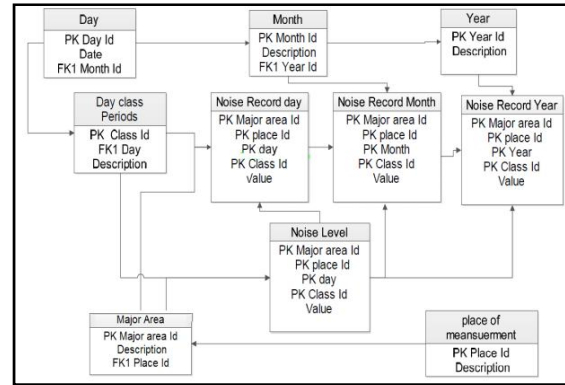 Day
PK Day Id
Date
FK1 Month Id
Month
PK Month Id
Description
FK1 Year Id
Year
PK Year Id
Description
Day class
Periods
PK Class Id
FK1 Day
Description
Noise Record day
PK Major area Id
PK place Id
PK day
PK Class Id
Value
Noise Record Month
PK Major area Id
PK place Id
PK Month
PK Class Id
Value
Noise Record Year
PK Major area Id
PK place Id
PK Year
PK Class Id
Value
Noise Level
PK Major area Id
PK place Id
PK day
PK Class Id
Value
Major Area
PK Major area Id
Description
FK1 Place Id
place of
meansuement
PK Place Id
Description